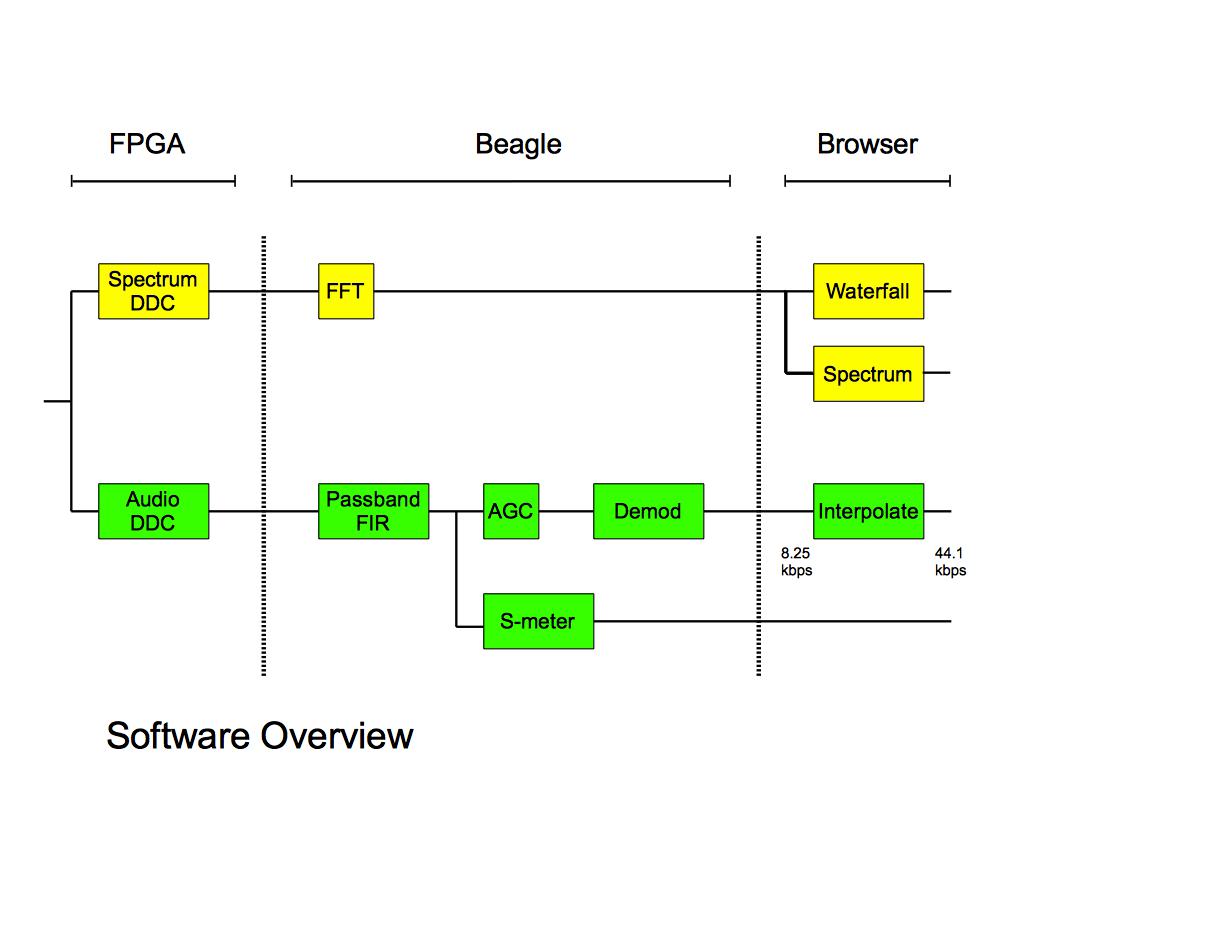 FPGA
Beagle
Browser
Spectrum
DDC
FFT
Waterfall
Spectrum
Audio
DDC
Passband
FIR
AGC
Demod
Interpolate
8.25
kbps
44.1
kbps
S-meter
Software Overview